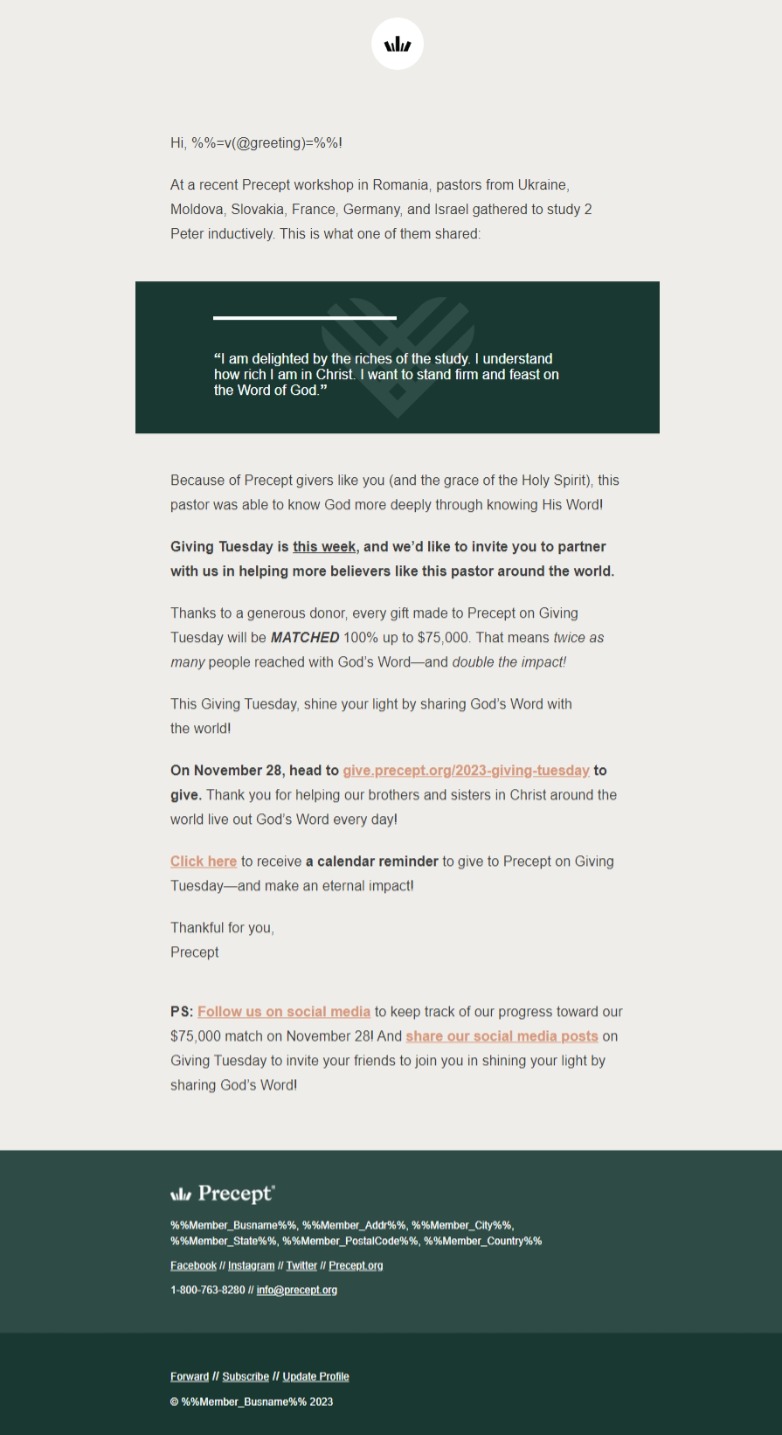 Hi, %%=v(@greeting)=%%!
At a recent Precept workshop in Romania, pastors from Ukraine,
Moldova, Slovakia, France, Germany, and Israel gathered to study 2
Peter inductively. This is what one of them shared:
“I am delighted by the riches of the study. I understand
how rich I am in Christ. I want to stand firm and feast on
the Word of God.”
Because of Precept givers like you (and the grace of the Holy Spirit), this
pastor was able to know God more deeply through knowing His Word!
Giving Tuesday is this week, and we’d like to invite you to partner
with us in helping more believers like this pastor around the world.
Thanks to a generous donor, every gift made to Precept on Giving
Tuesday will be MATCHED 100% up to $75,000. That means twice as
many people reached with God’s Word—and double the impact!
This Giving Tuesday, shine your light by sharing God’s Word with
the world!
On November 28, head to give.precept.org/2023-giving-tuesday to
give. Thank you for helping our brothers and sisters in Christ around the
world live out God’s Word every day!
Click here to receive a calendar reminder to give to Precept on Giving
Tuesday—and make an eternal impact!
Thankful for you,
Precept
PS: Follow us on social media to keep track of our progress toward our
$75,000 match on November 28! And share our social media posts on
Giving Tuesday to invite your friends to join you in shining your light by
sharing God’s Word!
Precept®
%%Member_Busname%%, %%Member_Addr%%, %%Member_City%%,
%%Member_State%%, %%Member_PostalCode%%, %%Member_Country%%
Facebook // Instagram // Twitter // Precept.org
1-800-763-8280 // info@precept.org
Forward // Subscribe // Update Profile
© %%Member_Busname%% 2023